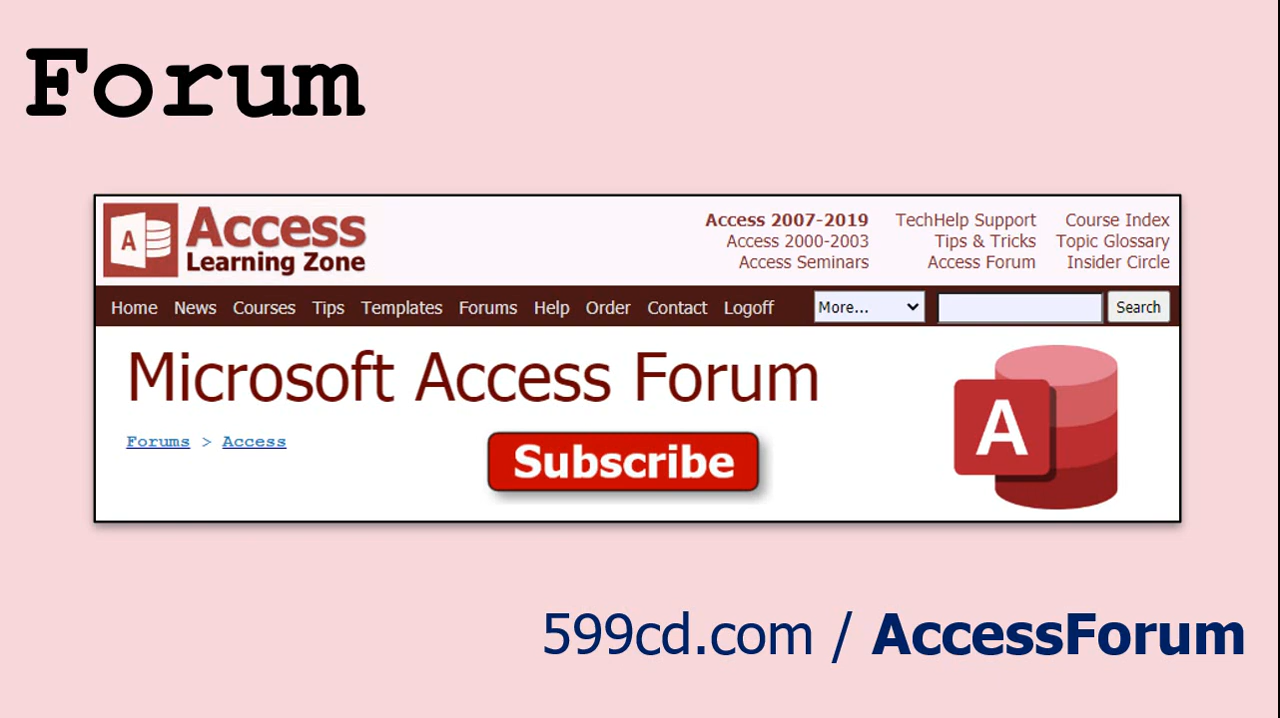 Forum
A
Access
Learning Zone
Access 2007-2019 TechHelp Support Course Index
Access 2000-2003 Tips & Tricks Topic Glossary
Access Seminars Access Forum Insider Circle
Home News Courses Tips Templates Forums Help Order Contact Logoff More... Search
Microsoft Access Forum
Forums > Access
Subscribe
A
599cd.com / AccessForum